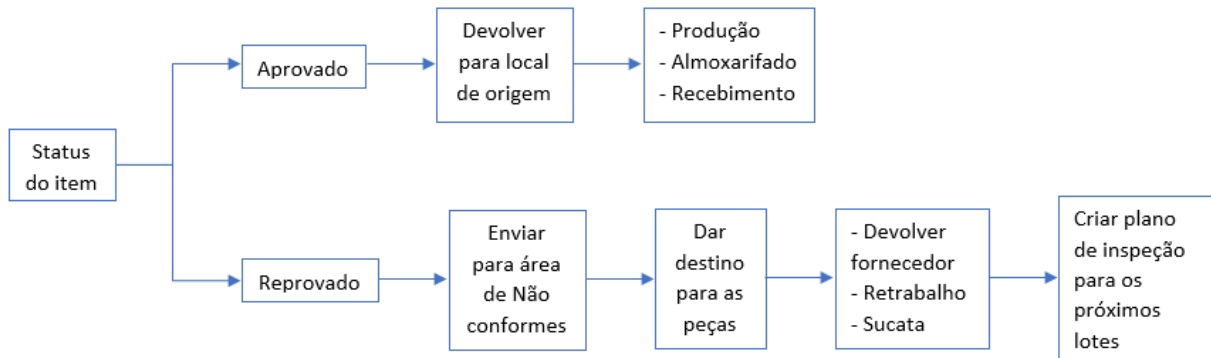 Status
do item
Aprovado
Devolver
para local
de origem
- Produção
- Almoxarifado
- Recebimento
Reprovado
Enviar
para área
de Não
conformes
Dar
destino
para as
peças
- Devolver
fornecedor
- Retrabalho
- Sucata
Criar plano
de inspeção
para os
próximos
lotes